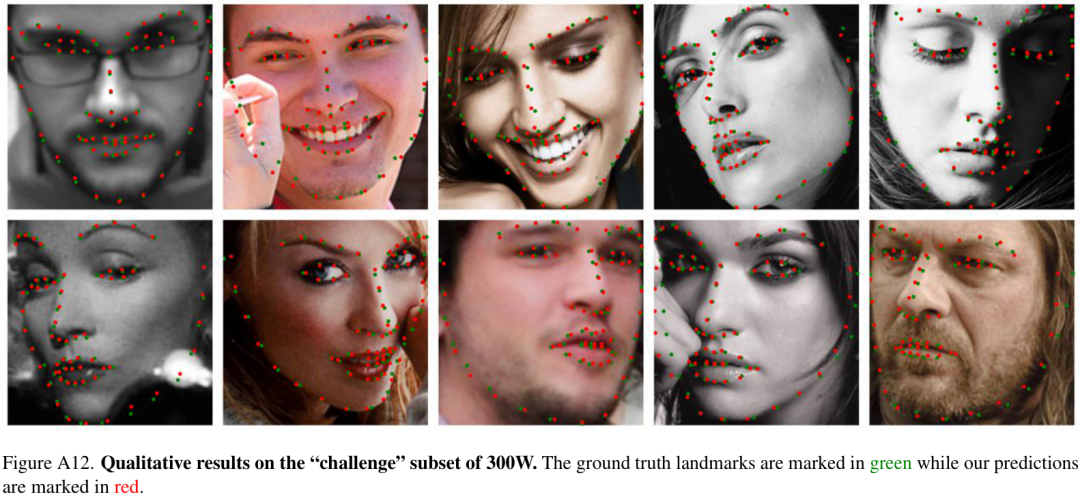 Figure A12. Qualitative results on the “challenge” subset of 300W. The ground truth landmarks are marked in green while our predictions
are marked in red.